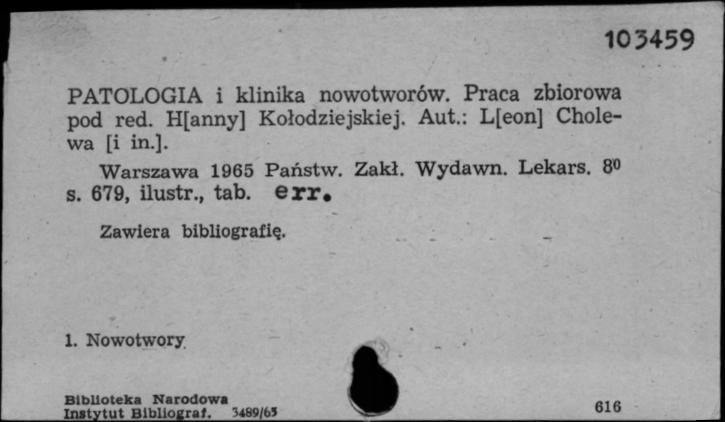 103459
PATOLOGIA i klinika nowotworów. Praca zbiorowa
pod red. H[anny] Kołodziejskiej. Aut.: L[eon] Chole-
wa [i in.].
Warszawa 1965 Państw. Zakł. Wydawn. Lekars. 8⁰
s. 679, ilustr., tab. err.
Zawiera bibliografię.
1. Nowotwory
Biblioteka Narodowa
Instytut Bibliograf. 3489/65 616